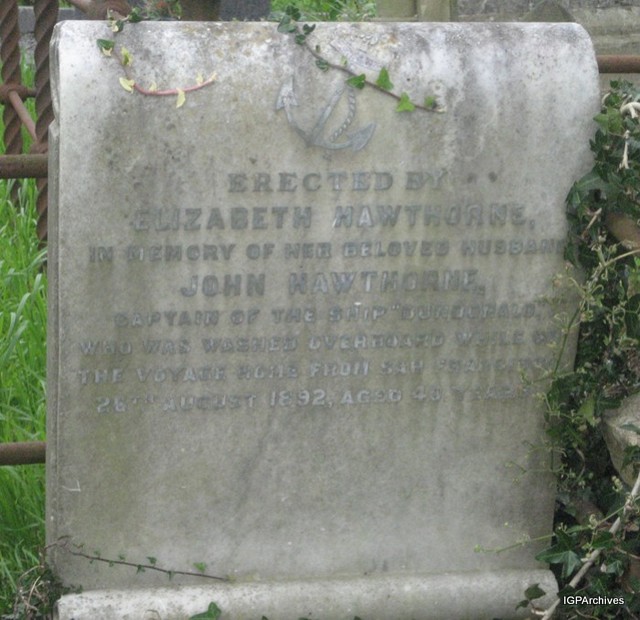 ERECTED BY
ELIZABETH HAWTHORNE,
IN MEMORY OF HER BELOVED HUSBAND
JOHN HAWTHORNE,
CAPTAIN OF THE SHIP "DUNDONALD,"
WHO WAS WASHED OVERBOARD WHILE ON
THE VOYAGE HOME FROM SAN FRANCISCO
26TH AUGUST 1892, AGED 40 YEARS.
IGPArchives